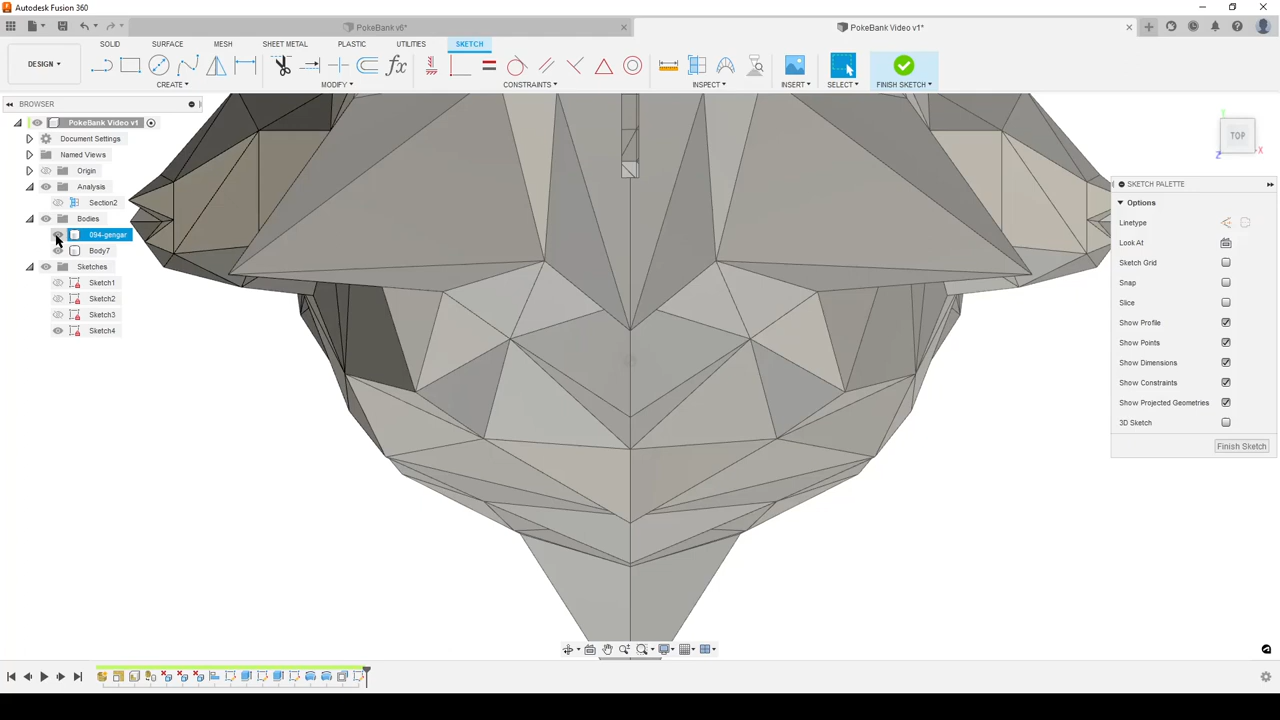 Autodesk Fusion 360
PokeBank v6*
PokeBank Video v1*
SOLID SURFACE MESH SHEET METAL PLASTIC UTILITIES SKETCH
DESIGN
CREATE MODIFY CONSTRAINTS INSPECT INSERT SELECT FINISH SKETCH
BROWSER
PokeBank Video v1
Document Settings
Named Views
Origin
Analysis
Section2
Bodies
094-gengar
Body7
Sketches
Sketch1
Sketch2
Sketch3
Sketch4
TOP
Y
X
Z
SKETCH PALETTE
Options
Linetype
Look At
Sketch Grid
Snap
Slice
Show Profile
Show Points
Show Dimensions
Show Constraints
Show Projected Geometries
3D Sketch
Finish Sketch